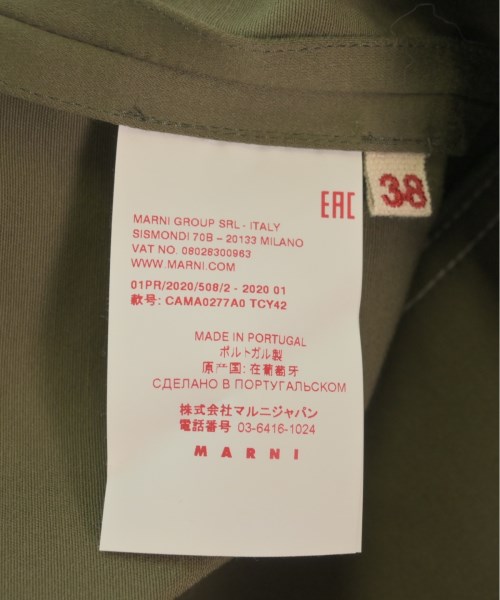 EAC
38
MARNI GROUP SRL - ITALY
SISMONDI 70B – 20133 MILANO
VAT NO. 08028300963
WWW.MARNI.COM
01PR/2020/508/2 - 2020 01
款号: CAMA0277A0 TCY42
MADE IN PORTUGAL
ポルトガル製
原产国: 在葡萄牙
СДЕЛАНО В ПОРТУГАЛЬСКОМ
株式会社マルニジャパン
電話番号 03-6416-1024
MARNI